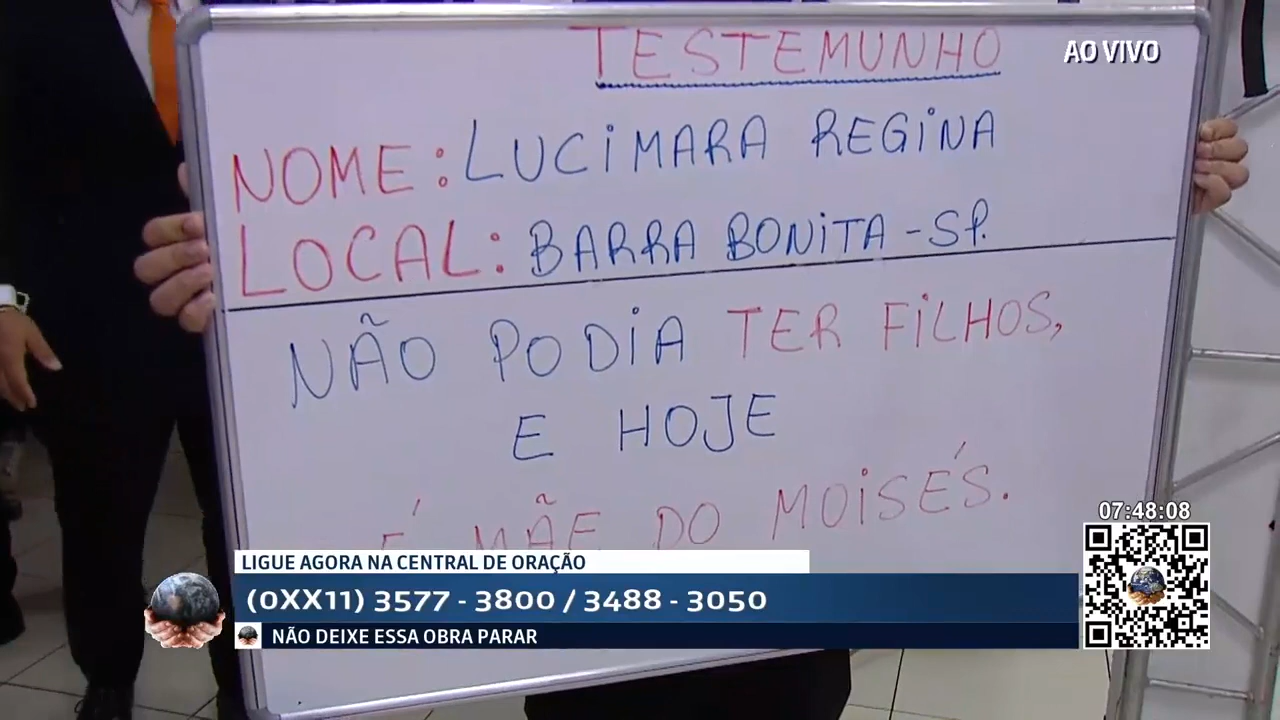 TESTEMUNHO
AO VIVO
NOME: LUCIMARA REGINA
LOCAL: BARRA BONITA - SP.
NÃO PODIA TER FILHOS,
E HOJE
É MÃE DO MOISÉS.
07:48:08
LIGUE AGORA NA CENTRAL DE ORAÇÃO
(0XX11) 3577 - 3800 / 3488 - 3050
NÃO DEIXE ESSA OBRA PARAR